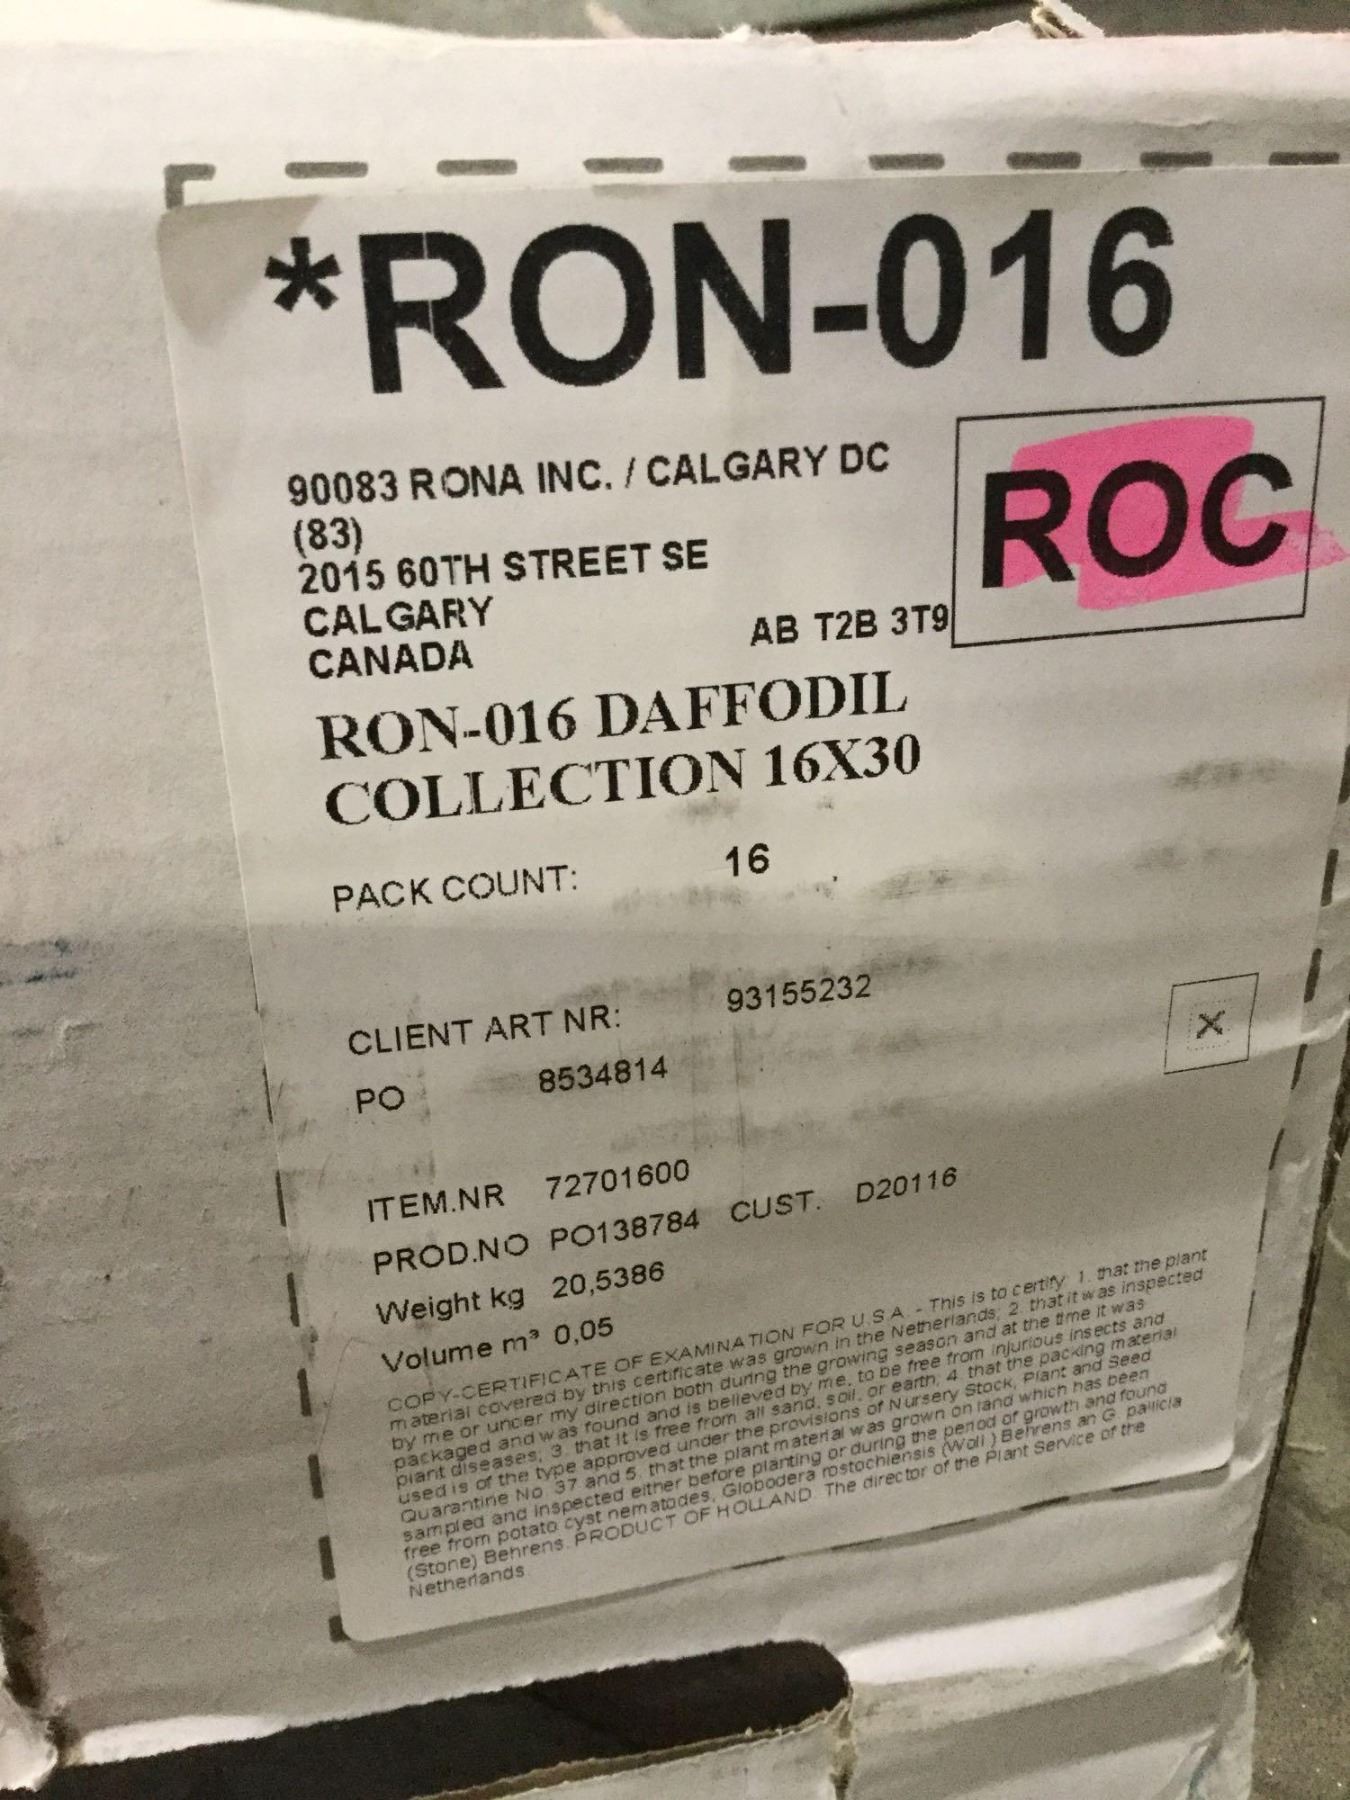 *RON-016
90083 RONA INC. / CALGARY DC
(83)
2015 60TH STREET SE
CALGARY AB T2B 3T9
CANADA
ROC
RON-016 DAFFODIL
COLLECTION 16X30
PACK COUNT: 16
CLIENT ART NR: 93155232
PO 8534814
X
ITEM.NR 72701600
PROD.NO PO138784 CUST. D20116
Weight kg 20,5386
Volume m³ 0,05
COPY-CERTIFICATE OF EXAMINATION FOR U.S.A. - This is to certify: 1. that the plant
material covered by this certificate was grown in the Netherlands; 2. that it was inspected
by me or under my direction both during the growing season and at the time it was
packaged and was found and is believed by me, to be free from injurious insects and
plant diseases; 3. that it is free from all sand, soil, or earth; 4. that the packing material
used is of the type approved under the provisions of Nursery Stock, Plant and Seed
Quarantine No. 37 and 5. that the plant material was grown on land which has been
sampled and inspected either before planting or during the period of growth and found
free from potato cyst nematodes, Globodera rostochiensis (Woll.) Behrens an G. pallicia
(Stone) Behrens. PRODUCT OF HOLLAND The director of the Plant Service of the
Netherlands